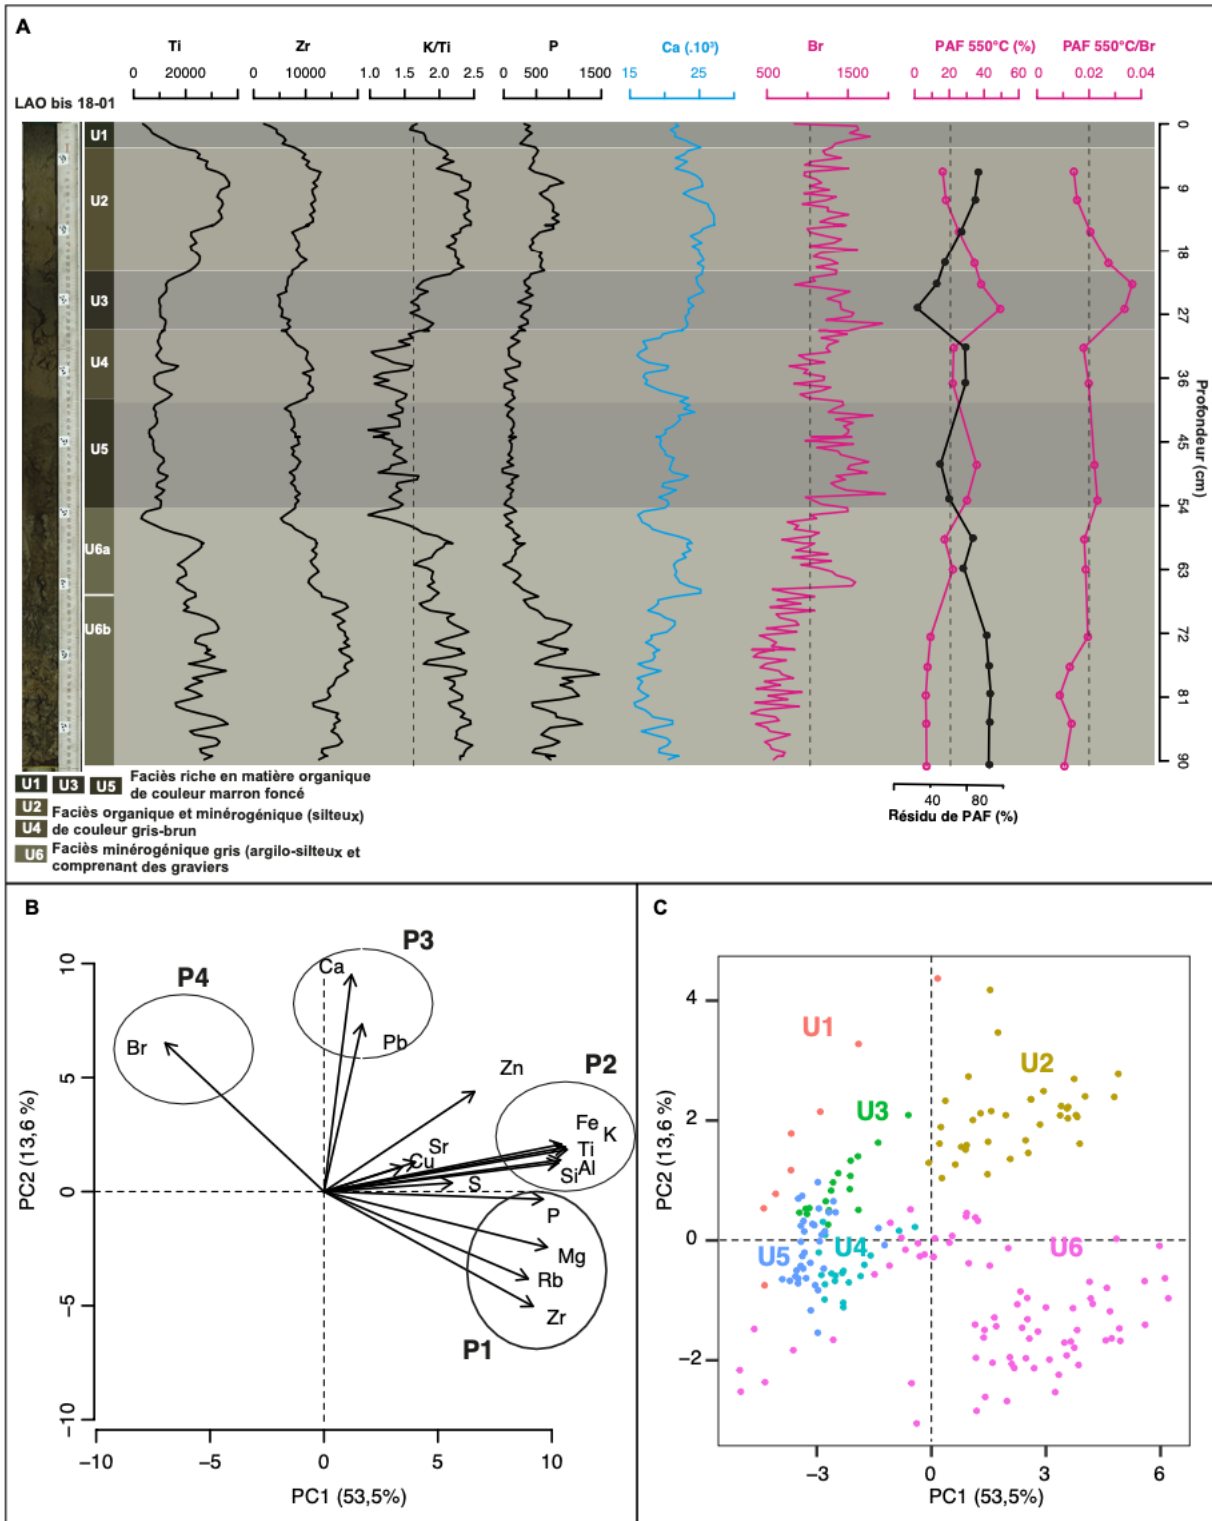 A
Ti Zr K/Ti P Ca (.10³) Br PAF 550°C (%) PAF 550°C/Br
0 20000 0 10000 1.0 1.5 2.0 2.5 0 500 1500 15 25 500 1500 0 20 40 60 0 0.02 0.04
LAO bis 18-01
U1
U2
U3
U4
U5
U6a
U6b
0
9
18
27
36
45
54
63
72
81
90
Profondeur (cm)
40 80
Résidu de PAF (%)
U1 U3 U5 Faciès riche en matière organique
de couleur marron foncé
U2 Faciès organique et minérogénique (silteux)
U4 de couleur gris-brun
U6 Faciès minérogénique gris (argilo-silteux et
comprenant des graviers
B
P3
P4
Ca
Br
Pb
Zn
P2
Fe
K
Sr
Ti
Cu
Al
Si
S
P
Mg
Rb
Zr
P1
10
5
0
−5
−10
PC2 (13,6 %)
−10 −5 0 5 10
PC1 (53,5%)
C
U1
U2
U3
U4
U5
U6
4
2
0
−2
PC2 (13,6 %)
−3 0 3 6
PC1 (53,5%)